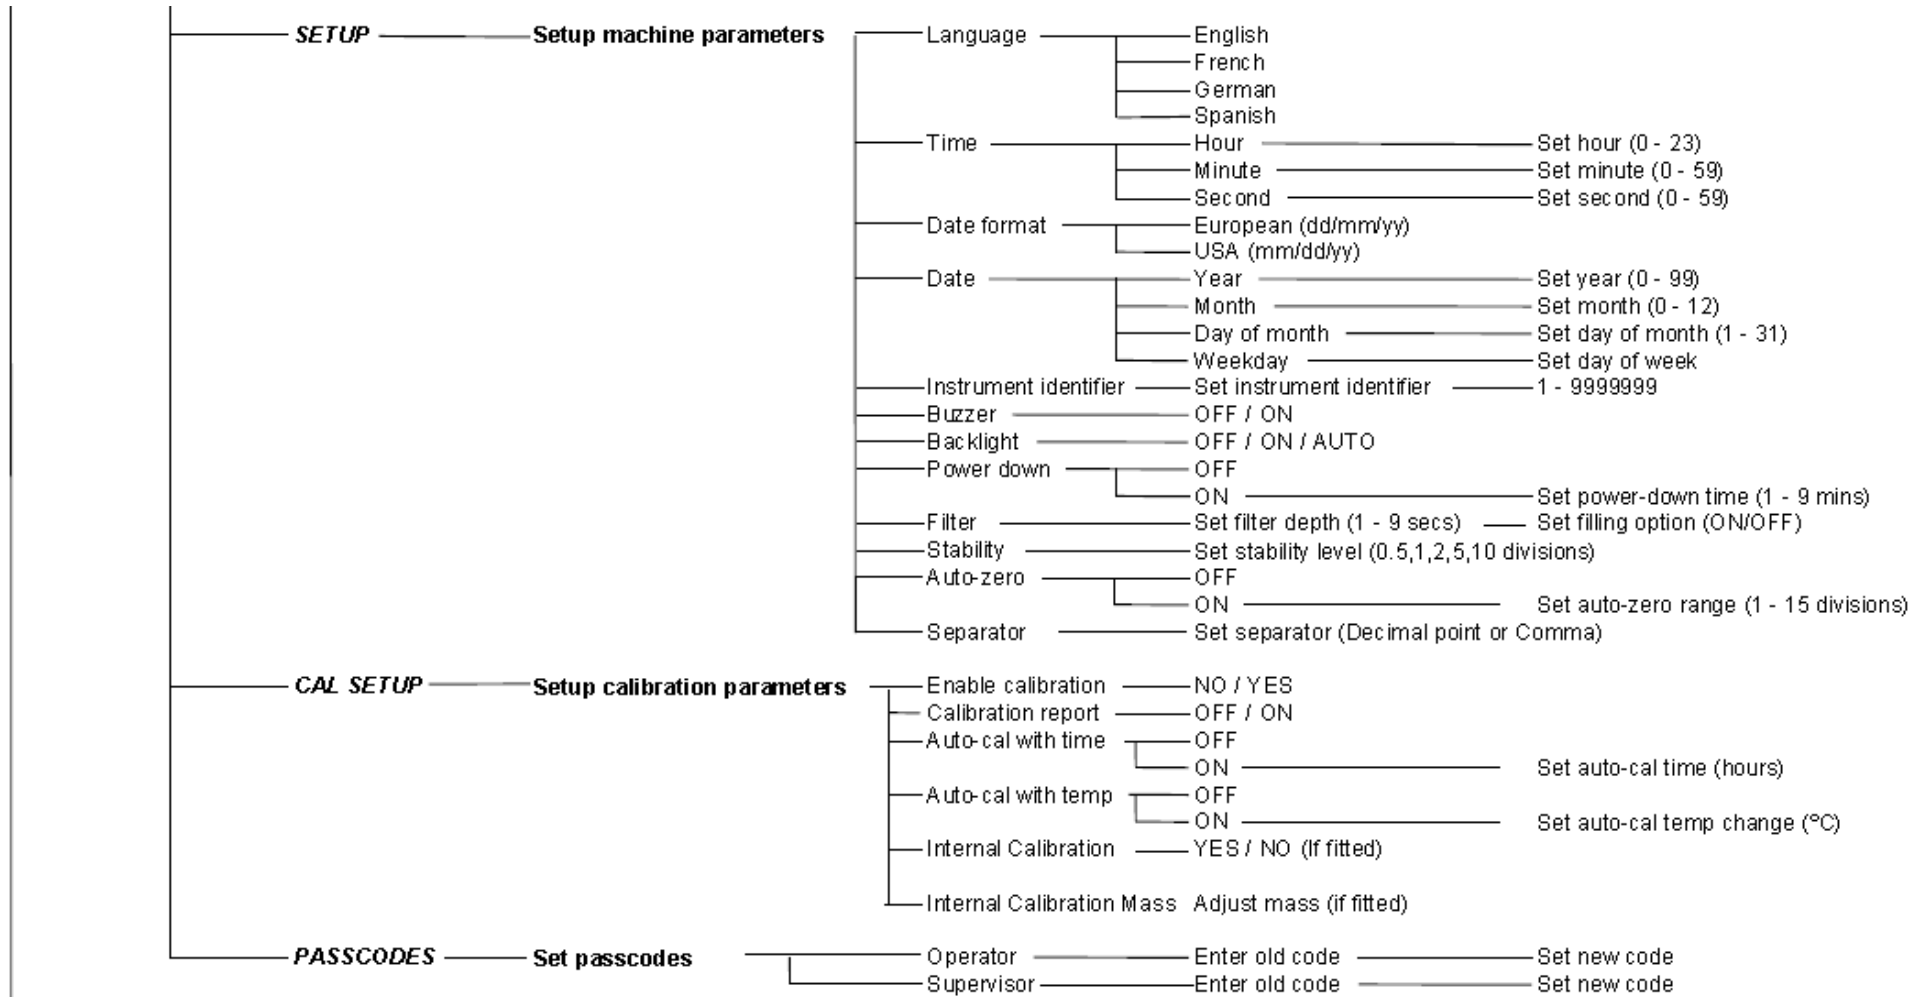 SETUP Setup machine parameters Language English
French
German
Spanish
Time Hour Set hour (0 - 23)
Minute Set minute (0 - 59)
Second Set second (0 - 59)
Date format European (dd/mm/yy)
USA (mm/dd/yy)
Date Year Set year (0 - 99)
Month Set month (0 - 12)
Day of month Set day of month (1 - 31)
Weekday Set day of week
Instrument identifier Set instrument identifier 1 - 9999999
Buzzer OFF / ON
Backlight OFF / ON / AUTO
Power down OFF
ON Set power-down time (1 - 9 mins)
Filter Set filter depth (1 - 9 secs) Set filling option (ON/OFF)
Stability Set stability level (0.5,1,2,5,10 divisions)
Auto-zero OFF
ON Set auto-zero range (1 - 15 divisions)
Separator Set separator (Decimal point or Comma)
CAL SETUP Setup calibration parameters Enable calibration NO / YES
Calibration report OFF / ON
Auto-cal with time OFF
ON Set auto-cal time (hours)
Auto-cal with temp OFF
ON Set auto-cal temp change (ºC)
Internal Calibration YES / NO (If fitted)
Internal Calibration Mass Adjust mass (if fitted)
PASSCODES Set passcodes Operator Enter old code Set new code
Supervisor Enter old code Set new code